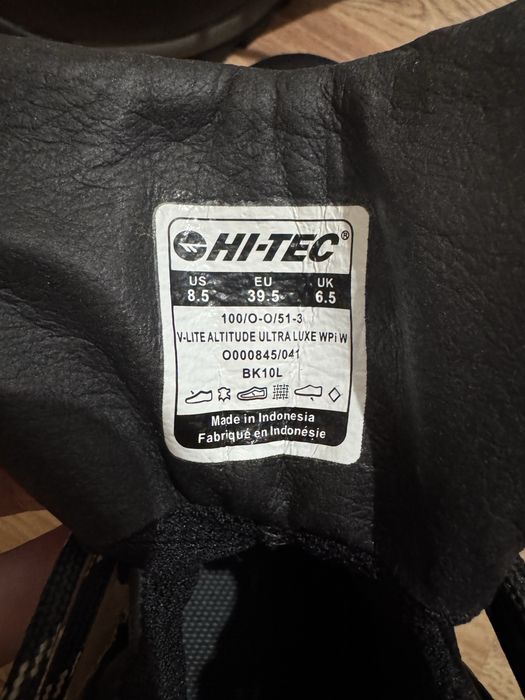 HI-TEC®
US EU UK
8.5 39.5 6.5
100/O-O/51-3
V-LITE ALTITUDE ULTRA LUXE WPi W
O000845/041
BK10L
Made in Indonesia
Fabriqué en Indonésie